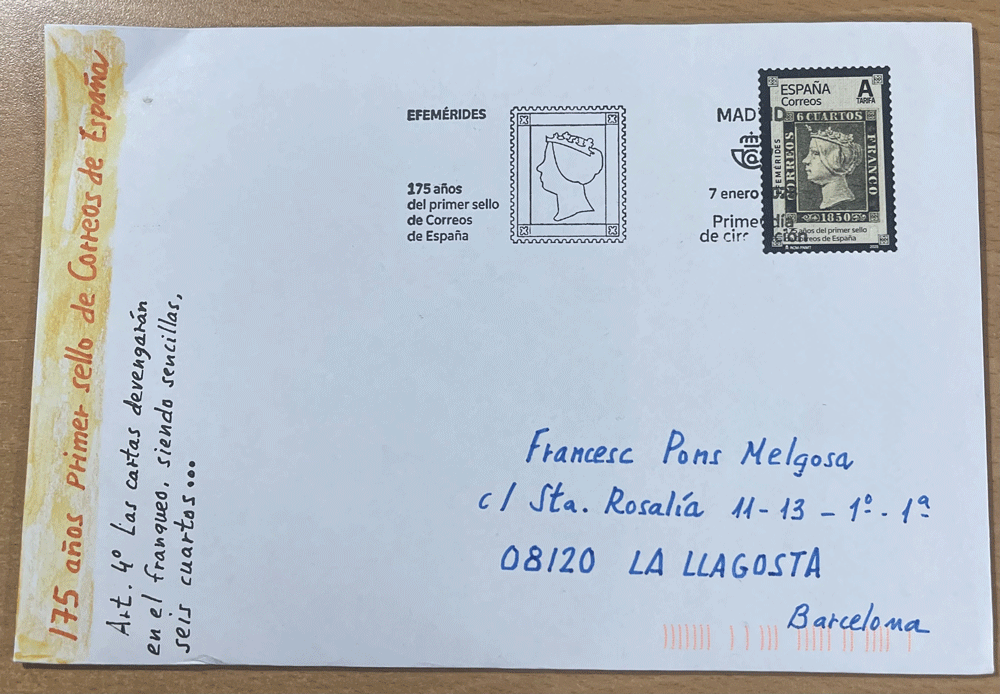 175 años Primer sello de Correos de España
Art. 4º Las cartas devengarán
en el franqueo, siendo sencillas,
seis cuartos...
EFEMÉRIDES
175 años
del primer sello
de Correos
de España
MADRID
7 enero
Primer día
de circulación
ESPAÑA
Correos
A
TARIFA
EFEMÉRIDES
6 CUARTOS
CORREOS
FRANCO
1850
175 años del primer sello
de Correos de España
Francesc Pons Melgosa
c/ Sta. Rosalía 11-13-1º.-1ª
08120 LA LLAGOSTA
Barcelona